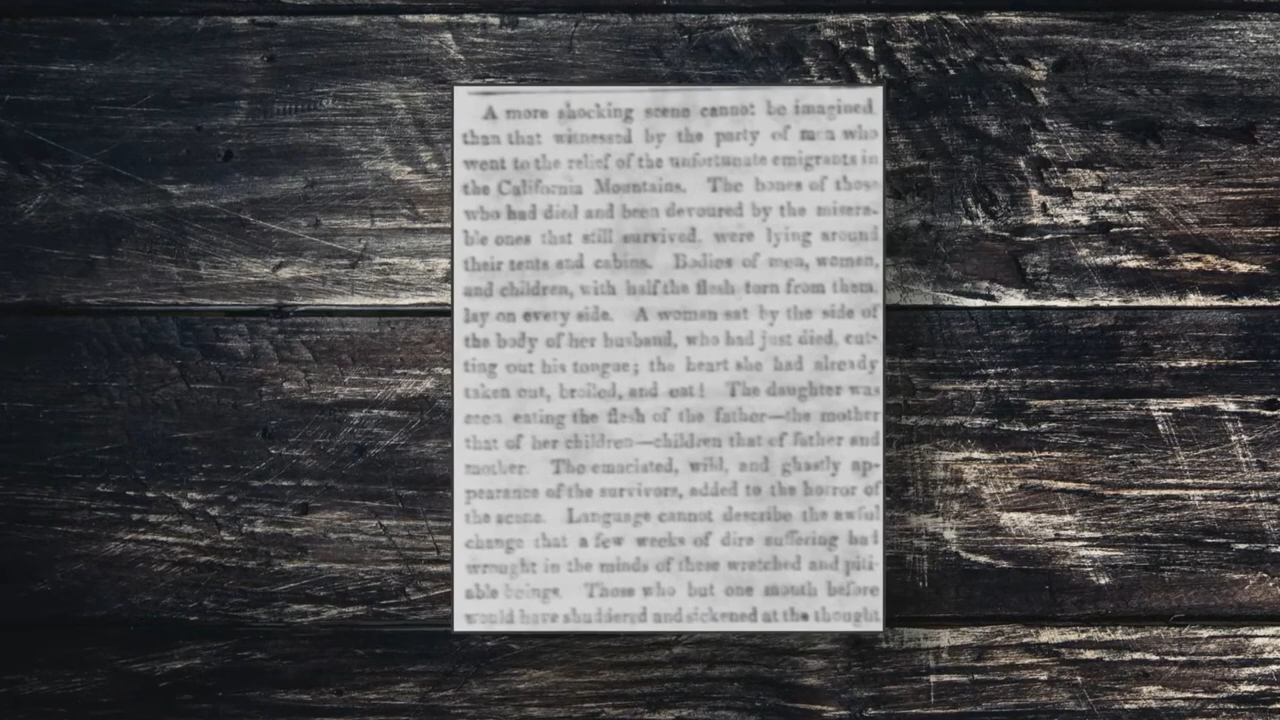 A more shocking scene cannot be imagined
than that witnessed by the party of men who
went to the relief of the unfortunate emigrants in
the California Mountains. The bones of those
who had died and been devoured by the misera-
ble ones that still survived, were lying around
their tents and cabins. Bodies of men, women,
and children, with half the flesh torn from them,
lay on every side. A woman sat by the side of
the body of her husband, who had just died, cut-
ting out his tongue; the heart she had already
taken out, broiled, and eat! The daughter was
seen eating the flesh of the father—the mother
that of her children—children that of father and
mother. The emaciated, wild, and ghastly ap-
pearance of the survivors, added to the horror of
the scene. Language cannot describe the awful
change that a few weeks of dire suffering had
wrought in the minds of these wretched and piti-
able beings. Those who but one month before
would have shuddered and sickened at the thought